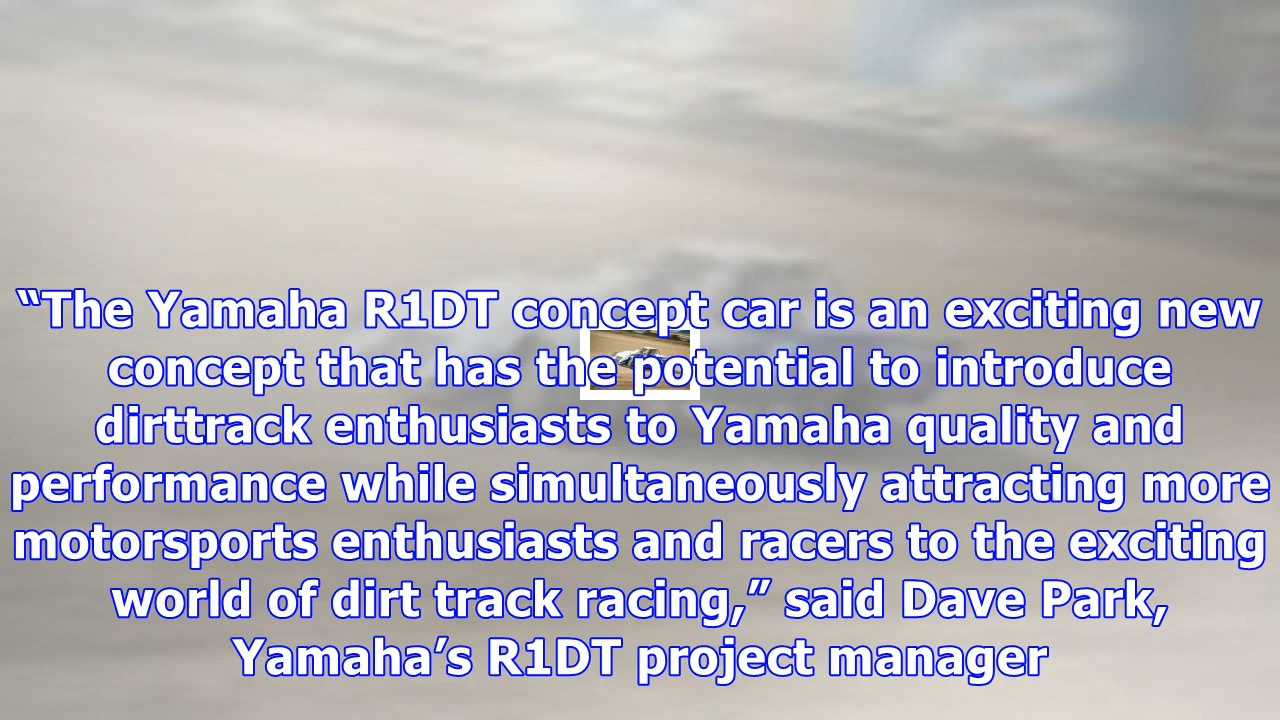 “The Yamaha R1DT concept car is an exciting new
concept that has the potential to introduce
dirttrack enthusiasts to Yamaha quality and
performance while simultaneously attracting more
motorsports enthusiasts and racers to the exciting
world of dirt track racing,” said Dave Park,
Yamaha’s R1DT project manager